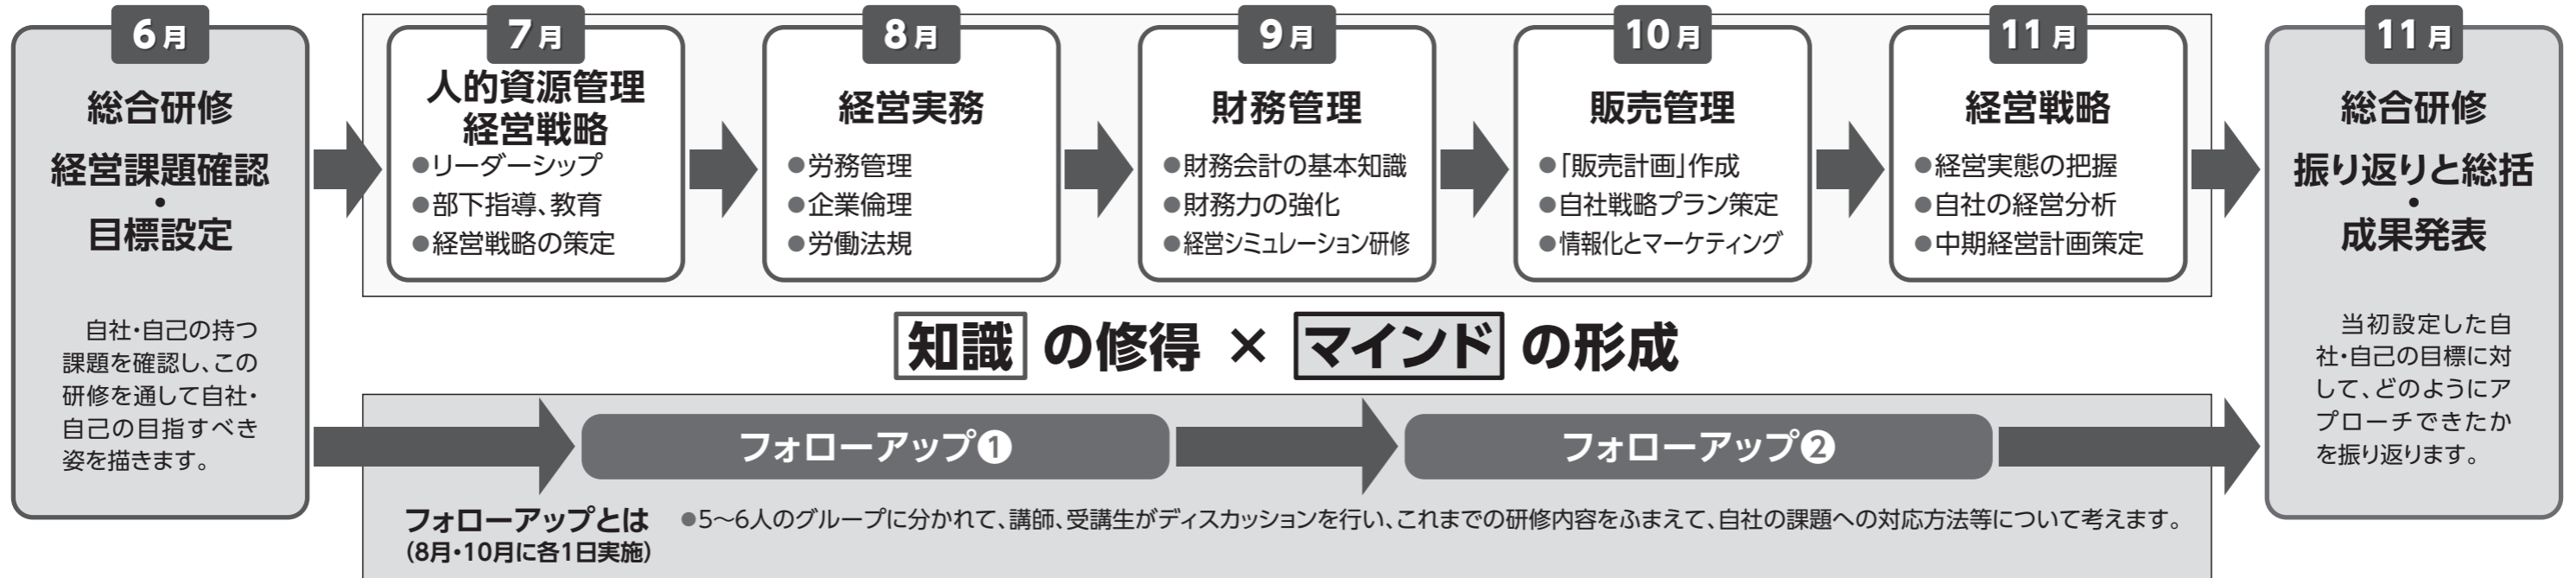 6月
総合研修
経営課題確認
・
目標設定
自社・自己の持つ
課題を確認し、この
研修を通して自社・
自己の目指すべき
姿を描きます。
7月
人的資源管理
経営戦略
●リーダーシップ
●部下指導、教育
●経営戦略の策定
8月
経営実務
●労務管理
●企業倫理
●労働法規
9月
財務管理
●財務会計の基本知識
●財務力の強化
●経営シミュレーション研修
10月
販売管理
●「販売計画」作成
●自社戦略プラン策定
●情報化とマーケティング
11月
経営戦略
●経営実態の把握
●自社の経営分析
●中期経営計画策定
知識 の修得 × マインド の形成
フォローアップ❶
フォローアップ❷
フォローアップとは
(8月・10月に各1日実施)
●5〜6人のグループに分かれて、講師、受講生がディスカッションを行い、これまでの研修内容をふまえて、自社の課題への対応方法等について考えます。
11月
総合研修
振り返りと総括
・
成果発表
当初設定した自
社・自己の目標に対
して、どのようにア
プローチできたか
を振り返ります。